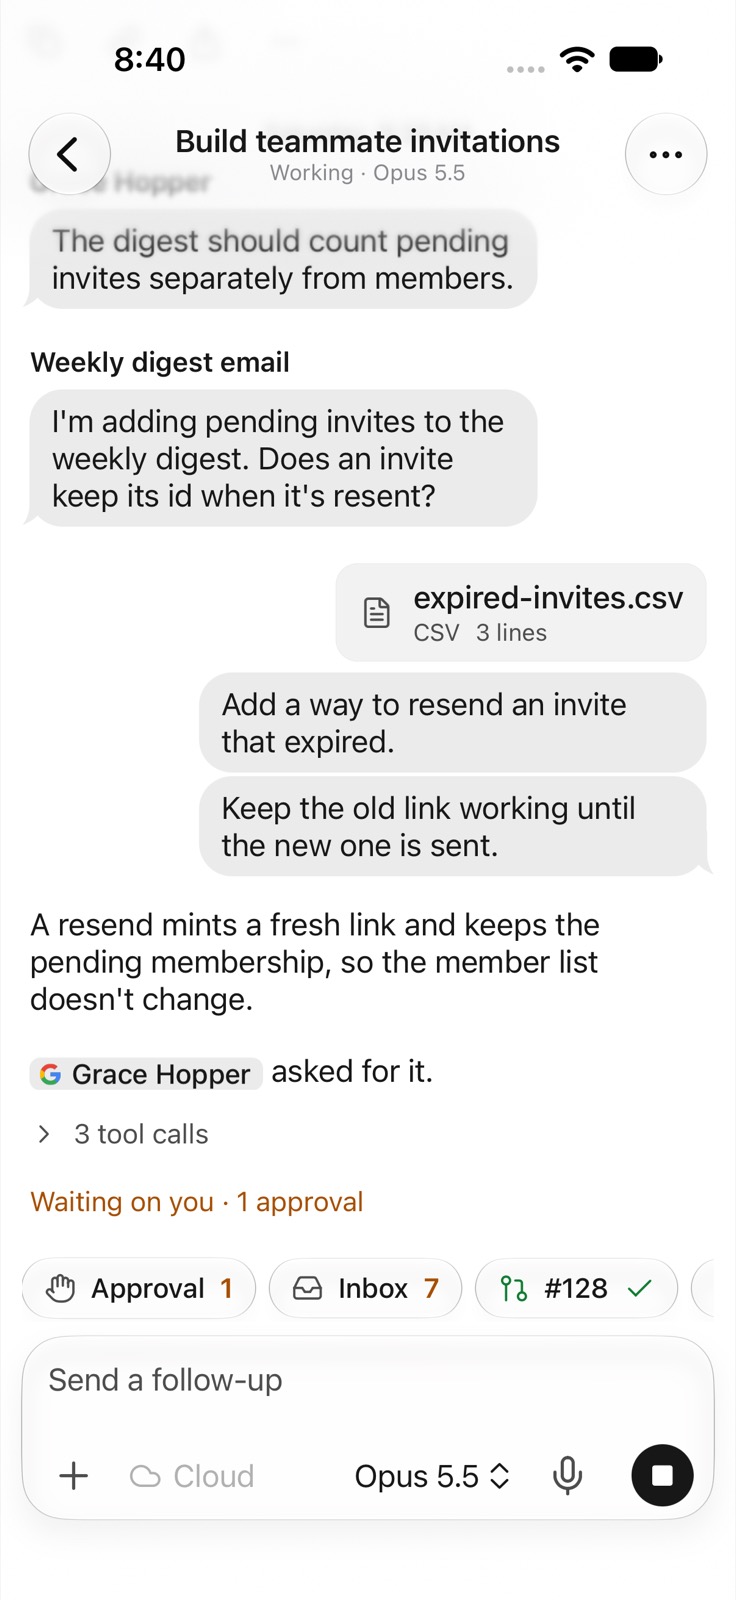 8:40
Build teammate invitations
Working · Opus 5.5
Hopper
The digest should count pending
invites separately from members.
Weekly digest email
I'm adding pending invites to the
weekly digest. Does an invite
keep its id when it's resent?
expired-invites.csv
CSV 3 lines
Add a way to resend an invite
that expired.
Keep the old link working until
the new one is sent.
A resend mints a fresh link and keeps the
pending membership, so the member list
doesn't change.
Grace Hopper asked for it.
3 tool calls
Waiting on you · 1 approval
Approval 1
Inbox 7
#128
Send a follow-up
Cloud
Opus 5.5